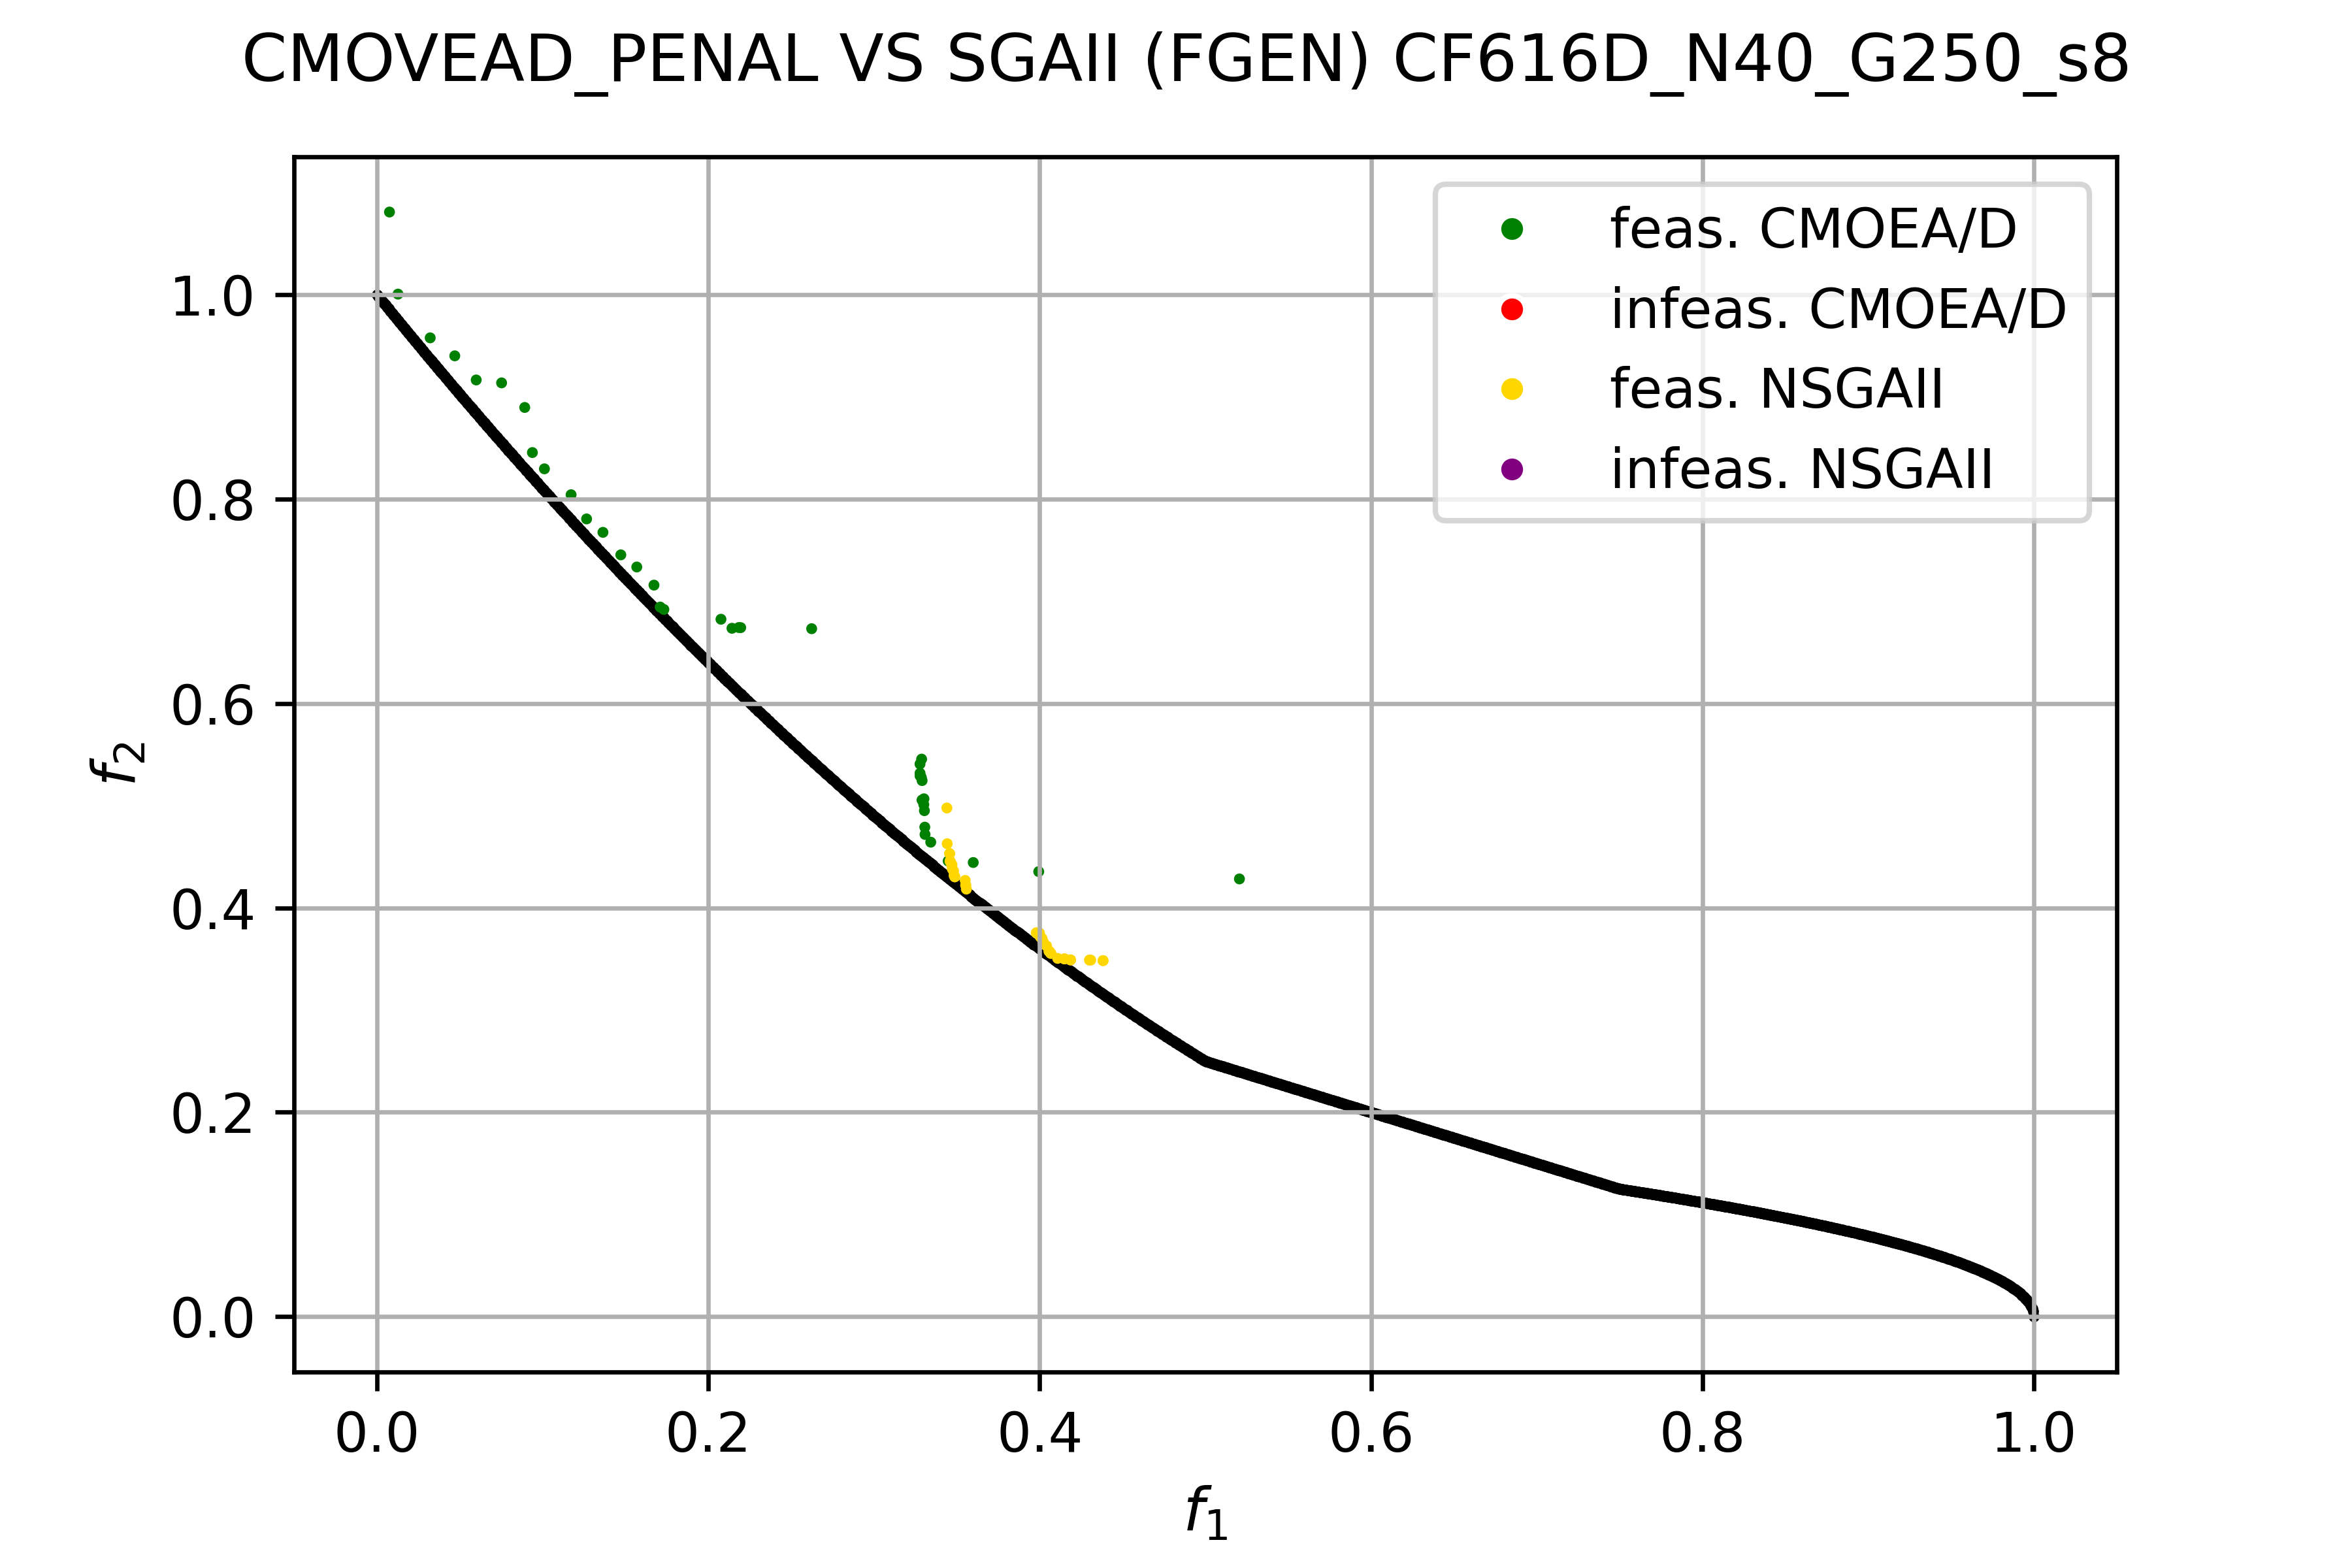 CMOVEAD_PENAL VS SGAII (FGEN) CF616D_N40_G250_s8
feas. CMOEA/D
infeas. CMOEA/D
feas. NSGAII
infeas. NSGAII
1.0
0.8
0.6
0.4
0.2
0.0
f2
0.0 0.2 0.4 0.6 0.8 1.0
f1